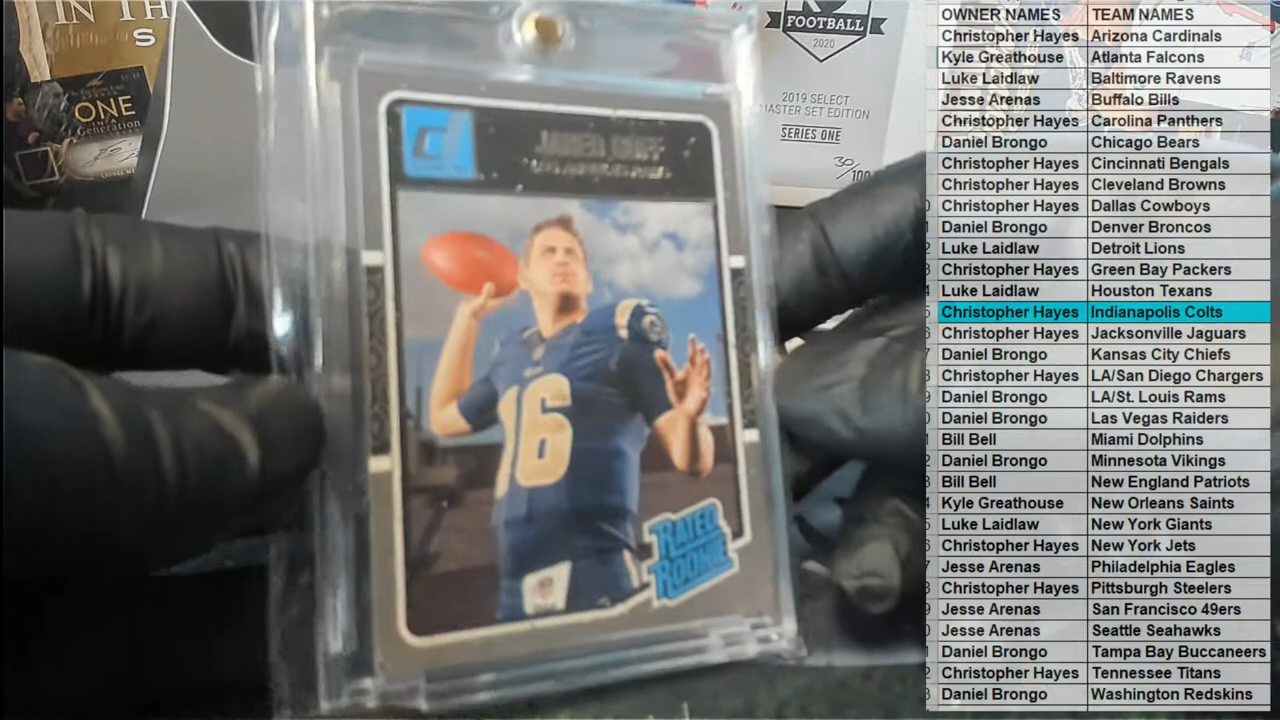 IN TH
S
ONE
IN A
Generation
FOOTBALL
2020
2019 SELECT
MASTER SET EDITION
SERIES ONE
30/100
d
16
RATED
ROOKIE
OWNER NAMES TEAM NAMES
Christopher Hayes Arizona Cardinals
Kyle Greathouse Atlanta Falcons
Luke Laidlaw Baltimore Ravens
Jesse Arenas Buffalo Bills
Christopher Hayes Carolina Panthers
Daniel Brongo Chicago Bears
Christopher Hayes Cincinnati Bengals
Christopher Hayes Cleveland Browns
Christopher Hayes Dallas Cowboys
Daniel Brongo Denver Broncos
Luke Laidlaw Detroit Lions
Christopher Hayes Green Bay Packers
Luke Laidlaw Houston Texans
Christopher Hayes Indianapolis Colts
Christopher Hayes Jacksonville Jaguars
Daniel Brongo Kansas City Chiefs
Christopher Hayes LA/San Diego Chargers
Daniel Brongo LA/St. Louis Rams
Daniel Brongo Las Vegas Raiders
Bill Bell Miami Dolphins
Daniel Brongo Minnesota Vikings
Bill Bell New England Patriots
Kyle Greathouse New Orleans Saints
Luke Laidlaw New York Giants
Christopher Hayes New York Jets
Jesse Arenas Philadelphia Eagles
Christopher Hayes Pittsburgh Steelers
Jesse Arenas San Francisco 49ers
Jesse Arenas Seattle Seahawks
Daniel Brongo Tampa Bay Buccaneers
Christopher Hayes Tennessee Titans
Daniel Brongo Washington Redskins